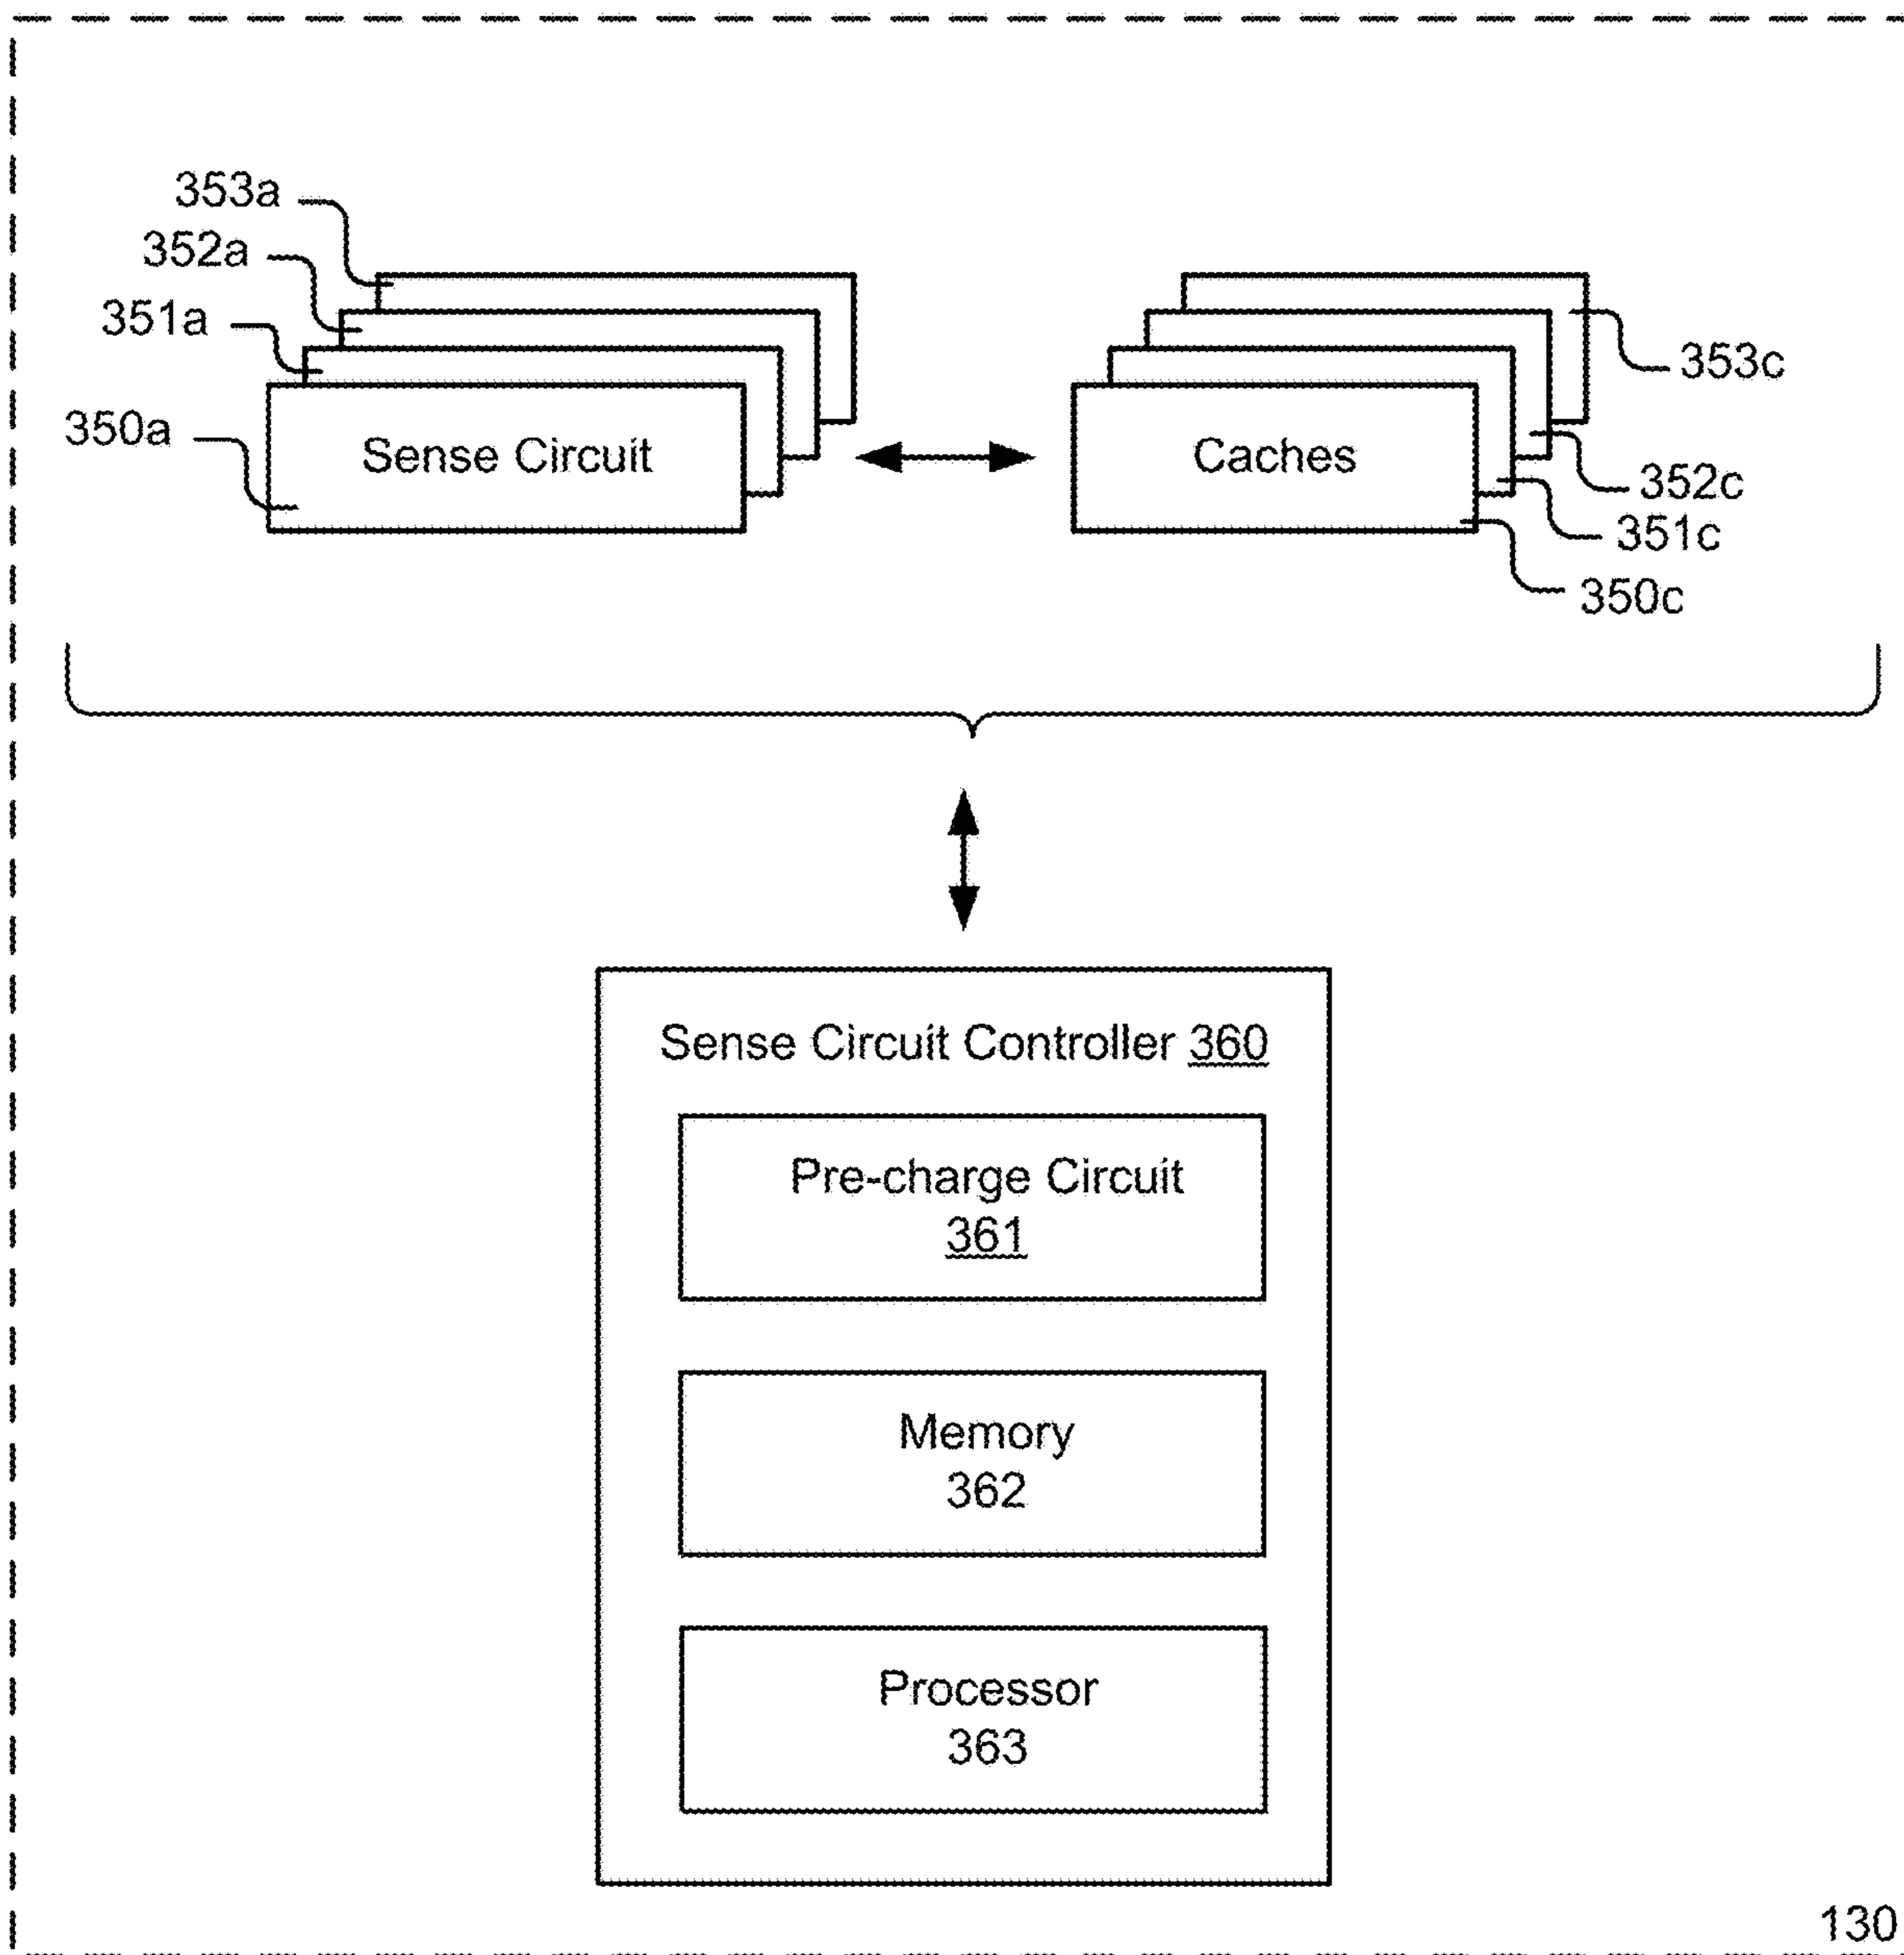 353a
352a
351a
350a
Sense Circuit
Caches
353c
352c
351c
350c
Sense Circuit Controller 360
Pre-charge Circuit
361
Memory
362
Processor
363
130